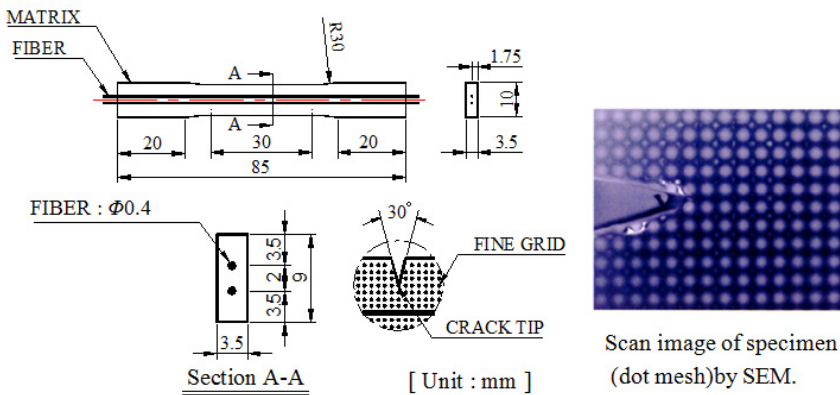 MATRIX
FIBER
A
A
R30
1.75
10
3.5
20
30
20
85
FIBER : Φ0.4
3.5
2
3.5
9
3.5
Section A-A
30°
FINE GRID
CRACK TIP
[ Unit : mm ]
Scan image of specimen
(dot mesh)by SEM.